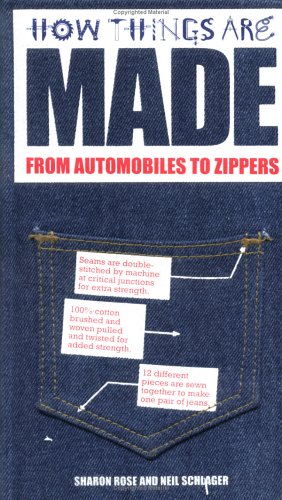 HOW THINGS ARE
MADE
FROM AUTOMOBILES TO ZIPPERS
Seams are double-
stitched by machine
at critical junctions
for extra strength.
100% cotton
brushed and
woven pulled
and twisted for
added strength.
12 different
pieces are sewn
together to make
one pair of jeans.
SHARON ROSE AND NEIL SCHLAGER
Copyrighted Material